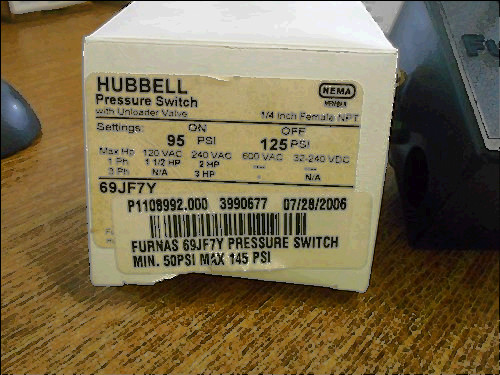 HUBBELL
NEMA
MEMBER
Pressure Switch
with Unloader Valve 1/4 inch Female NPT
Settings: ON OFF
95 PSI 125 PSI
Max Hp 120 VAC 240 VAC 600 VAC 32-240 VDC
1 Ph 1 1/2 HP 2 HP -- --
3 Ph N/A 3 HP -- N/A
69JF7Y
P1108992.000 3990677 07/28/2006
FURNAS 69JF7Y PRESSURE SWITCH
MIN. 50PSI MAX 145 PSI